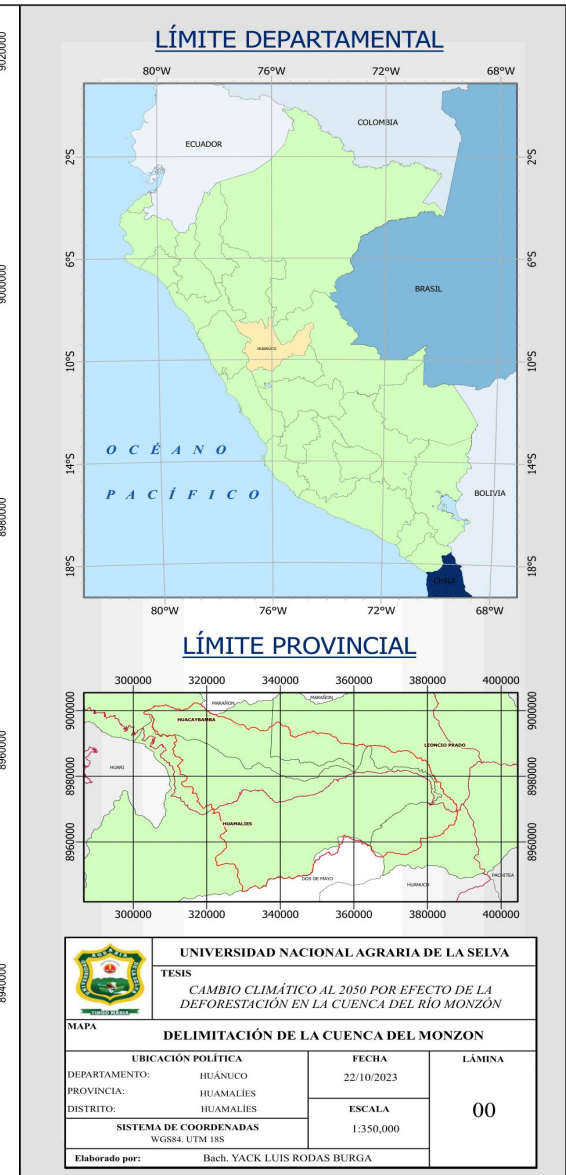 9020000
9000000
8980000
8960000
8940000
LÍMITE DEPARTAMENTAL
80°W 76°W 72°W 68°W
COLOMBIA
ECUADOR
2°S 2°S
6°S 6°S
BRASIL
HUANUCO
10°S 10°S
OCÉANO
14°S 14°S
PACÍFICO
BOLIVIA
18°S 18°S
CHILE
80°W 76°W 72°W 68°W
LÍMITE PROVINCIAL
300000 320000 340000 360000 380000 400000
MARAÑON MARAÑON
9000000 9000000
HUACAYBAMBA
LEONCIO PRADO
HUARI
8980000 8980000
HUAMALIES
8960000 8960000
DOS DE MAYO
HUANUCO
PACHITEA
300000 320000 340000 360000 380000 400000
AGRARIA
TINGO MARIA
UNIVERSIDAD NACIONAL AGRARIA DE LA SELVA
TESIS
CAMBIO CLIMÁTICO AL 2050 POR EFECTO DE LA
DEFORESTACIÓN EN LA CUENCA DEL RÍO MONZÓN
MAPA
DELIMITACIÓN DE LA CUENCA DEL MONZON
UBICACIÓN POLÍTICA FECHA LÁMINA
DEPARTAMENTO: HUÁNUCO
22/10/2023
PROVINCIA: HUAMALÍES
DISTRITO: HUAMALÍES
ESCALA
00
SISTEMA DE COORDENADAS
1:350,000
WGS84. UTM 18S
Elaborado por: Bach. YACK LUIS RODAS BURGA